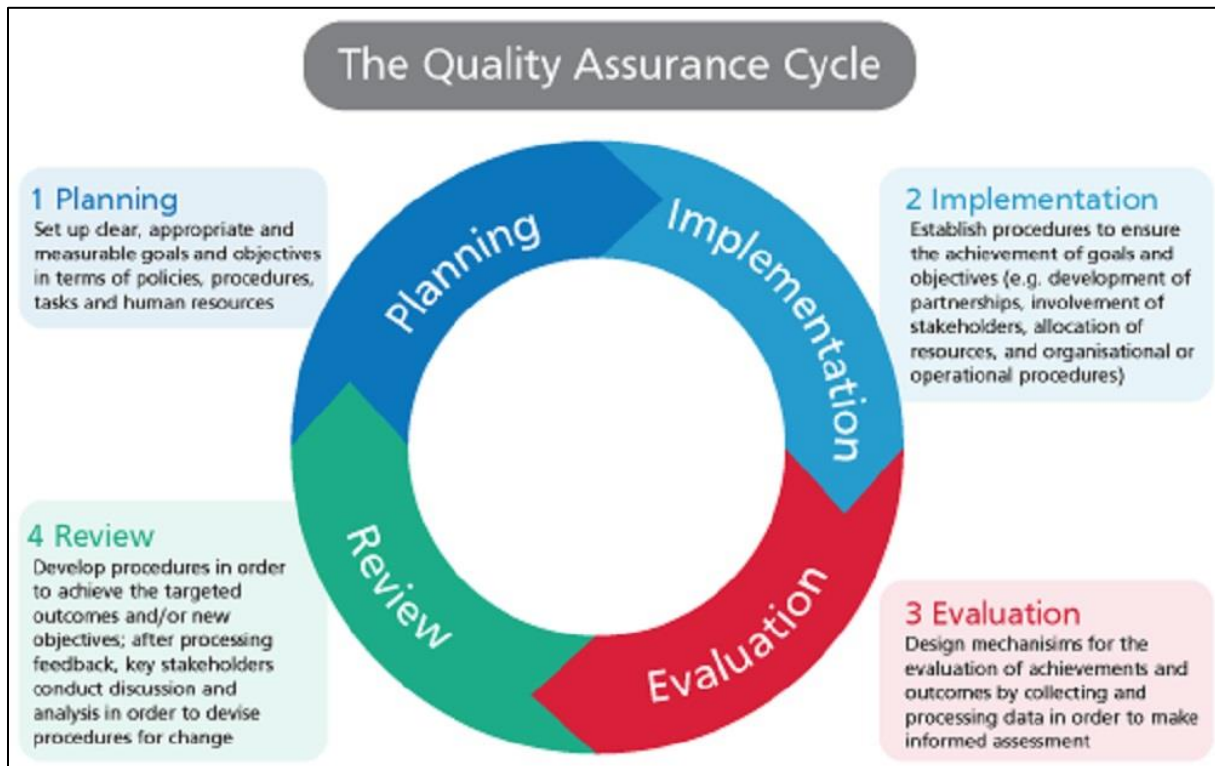 The Quality Assurance Cycle
1 Planning
Set up clear, appropriate and
measurable goals and objectives
in terms of policies, procedures,
tasks and human resources
Planning
Implementation
2 Implementation
Establish procedures to ensure
the achievement of goals and
objectives (e.g. development of
partnerships, involvement of
stakeholders, allocation of
resources, and organisational or
operational procedures)
4 Review
Develop procedures in order
to achieve the targeted
outcomes and/or new
objectives; after processing
feedback, key stakeholders
conduct discussion and
analysis in order to devise
procedures for change
Review
Evaluation
3 Evaluation
Design mechanisims for the
evaluation of achievements and
outcomes by collecting and
processing data in order to make
informed assessment